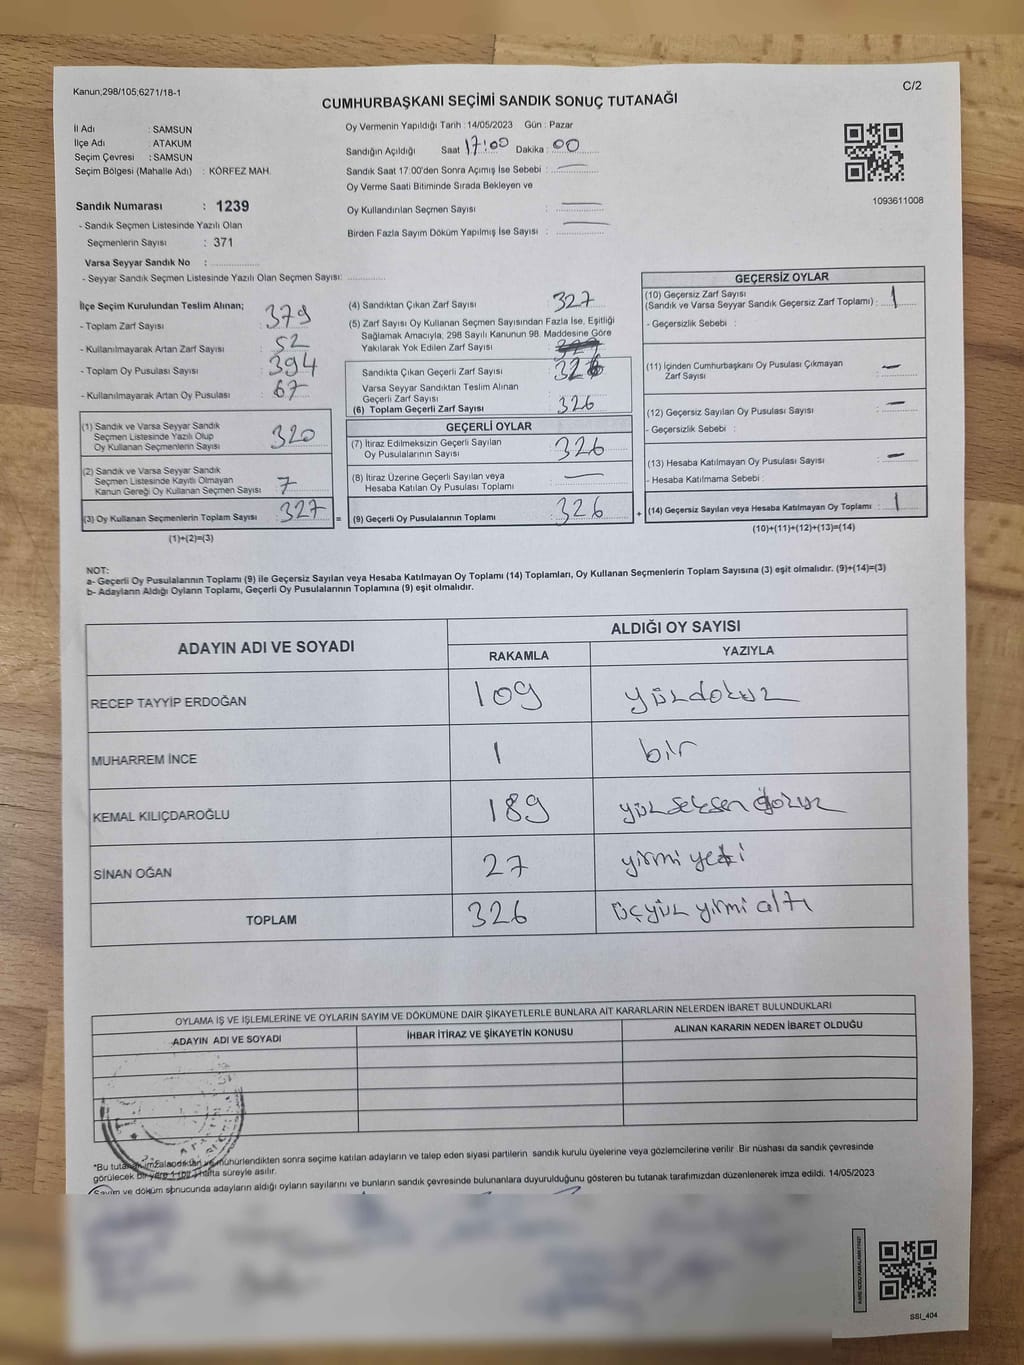 Kanun;298/105;6271/18-1
C/2
CUMHURBAŞKANI SEÇİMİ SANDIK SONUÇ TUTANAĞI
İl Adı : SAMSUN
İlçe Adı : ATAKUM
Seçim Çevresi : SAMSUN
Seçim Bölgesi (Mahalle Adı) : KÖRFEZ MAH.
Sandık Numarası : 1239
- Sandık Seçmen Listesinde Yazılı Olan
Seçmenlerin Sayısı : 371
Varsa Seyyar Sandık No :
- Seyyar Sandık Seçmen Listesinde Yazılı Olan Seçmen Sayısı:
Oy Vermenin Yapıldığı Tarih : 14/05/2023 Gün : Pazar
Sandığın Açıldığı Saat 17:00 Dakika : 00
Sandık Saat 17.00'den Sonra Açımış İse Sebebi : —
Oy Verme Saati Bitiminde Sırada Bekleyen ve
Oy Kullandırılan Seçmen Sayısı : —
Birden Fazla Sayım Döküm Yapılmış İse Sayısı : —
1093611008
İlçe Seçim Kurulundan Teslim Alınan;
- Toplam Zarf Sayısı : 379
- Kullanılmayarak Artan Zarf Sayısı : 52
- Toplam Oy Pusulası Sayısı : 394
- Kullanılmayarak Artan Oy Pusulası : 67
(1) Sandık ve Varsa Seyyar Sandık
Seçmen Listesinde Yazılı Olup
Oy Kullanan Seçmenlerin Sayısı : 320
(2) Sandık ve Varsa Seyyar Sandık
Seçmen Listesinde Kayıtlı Olmayan
Kanun Gereği Oy Kullanan Seçmen Sayısı : 7
(3) Oy Kullanan Seçmenlerin Toplam Sayısı : 327
(1)+(2)=(3)
(4) Sandıktan Çıkan Zarf Sayısı : 327
(5) Zarf Sayısı Oy Kullanan Seçmen Sayısından Fazla İse, Eşitliği
Sağlamak Amacıyla; 298 Sayılı Kanunun 98. Maddesine Göre
Yakılarak Yok Edilen Zarf Sayısı :
Sandıkta Çıkan Geçerli Zarf Sayısı : 326
Varsa Seyyar Sandıktan Teslim Alınan
Geçerli Zarf Sayısı :
(6) Toplam Geçerli Zarf Sayısı : 326
=
GEÇERLİ OYLAR
(7) İtiraz Edilmeksizin Geçerli Sayılan
Oy Pusulalarının Sayısı : 326
(8) İtiraz Üzerine Geçerli Sayılan veya
Hesaba Katılan Oy Pusulası Toplamı : —
(9) Geçerli Oy Pusulalarının Toplamı : 326
+
GEÇERSİZ OYLAR
(10) Geçersiz Zarf Sayısı
(Sandık ve Varsa Seyyar Sandık Geçersiz Zarf Toplamı) : 1
- Geçersizlik Sebebi :
(11) İçinden Cumhurbaşkanı Oy Pusulası Çıkmayan
Zarf Sayısı : —
(12) Geçersiz Sayılan Oy Pusulası Sayısı : —
- Geçersizlik Sebebi :
(13) Hesaba Katılmayan Oy Pusulası Sayısı : —
- Hesaba Katılmama Sebebi :
(14) Geçersiz Sayılan veya Hesaba Katılmayan Oy Toplamı : 1
(10)+(11)+(12)+(13)=(14)
NOT:
a- Geçerli Oy Pusulalarının Toplamı (9) ile Geçersiz Sayılan veya Hesaba Katılmayan Oy Toplamı (14) Toplamları, Oy Kullanan Seçmenlerin Toplam Sayısına (3) eşit olmalıdır. (9)+(14)=(3)
b- Adayların Aldığı Oyların Toplamı, Geçerli Oy Pusulalarının Toplamına (9) eşit olmalıdır.
ADAYIN ADI VE SOYADI
ALDIĞI OY SAYISI
RAKAMLA YAZIYLA
RECEP TAYYİP ERDOĞAN 109 yüzdokuz
MUHARREM İNCE 1 bir
KEMAL KILIÇDAROĞLU 189 yüzseksen dokuz
SİNAN OĞAN 27 yirmi yedi
TOPLAM 326 üçyüz yirmi altı
OYLAMA İŞ VE İŞLEMLERİNE VE OYLARIN SAYIM VE DÖKÜMÜNE DAİR ŞİKAYETLERLE BUNLARA AİT KARARLARIN NELERDEN İBARET BULUNDUKLARI
ADAYIN ADI VE SOYADI
İHBAR İTİRAZ VE ŞİKAYETİN KONUSU
ALINAN KARARIN NEDEN İBARET OLDUĞU
*Bu tutanak imzalandıktan ve mühürlendikten sonra seçime katılan adayların ve talep eden siyasi partilerin sandık kurulu üyelerine veya gözlemcilerine verilir. Bir nüshası da sandık çevresinde
görülecek bir yere 1 (bir) hafta süreyle asılır.
Sayım ve döküm sonucunda adayların aldığı oyların sayılarını ve bunların sandık çevresinde bulunanlara duyurulduğunu gösteren bu tutanak tarafımızdan düzenlenerek imza edildi. 14/05/2023
SSI_404